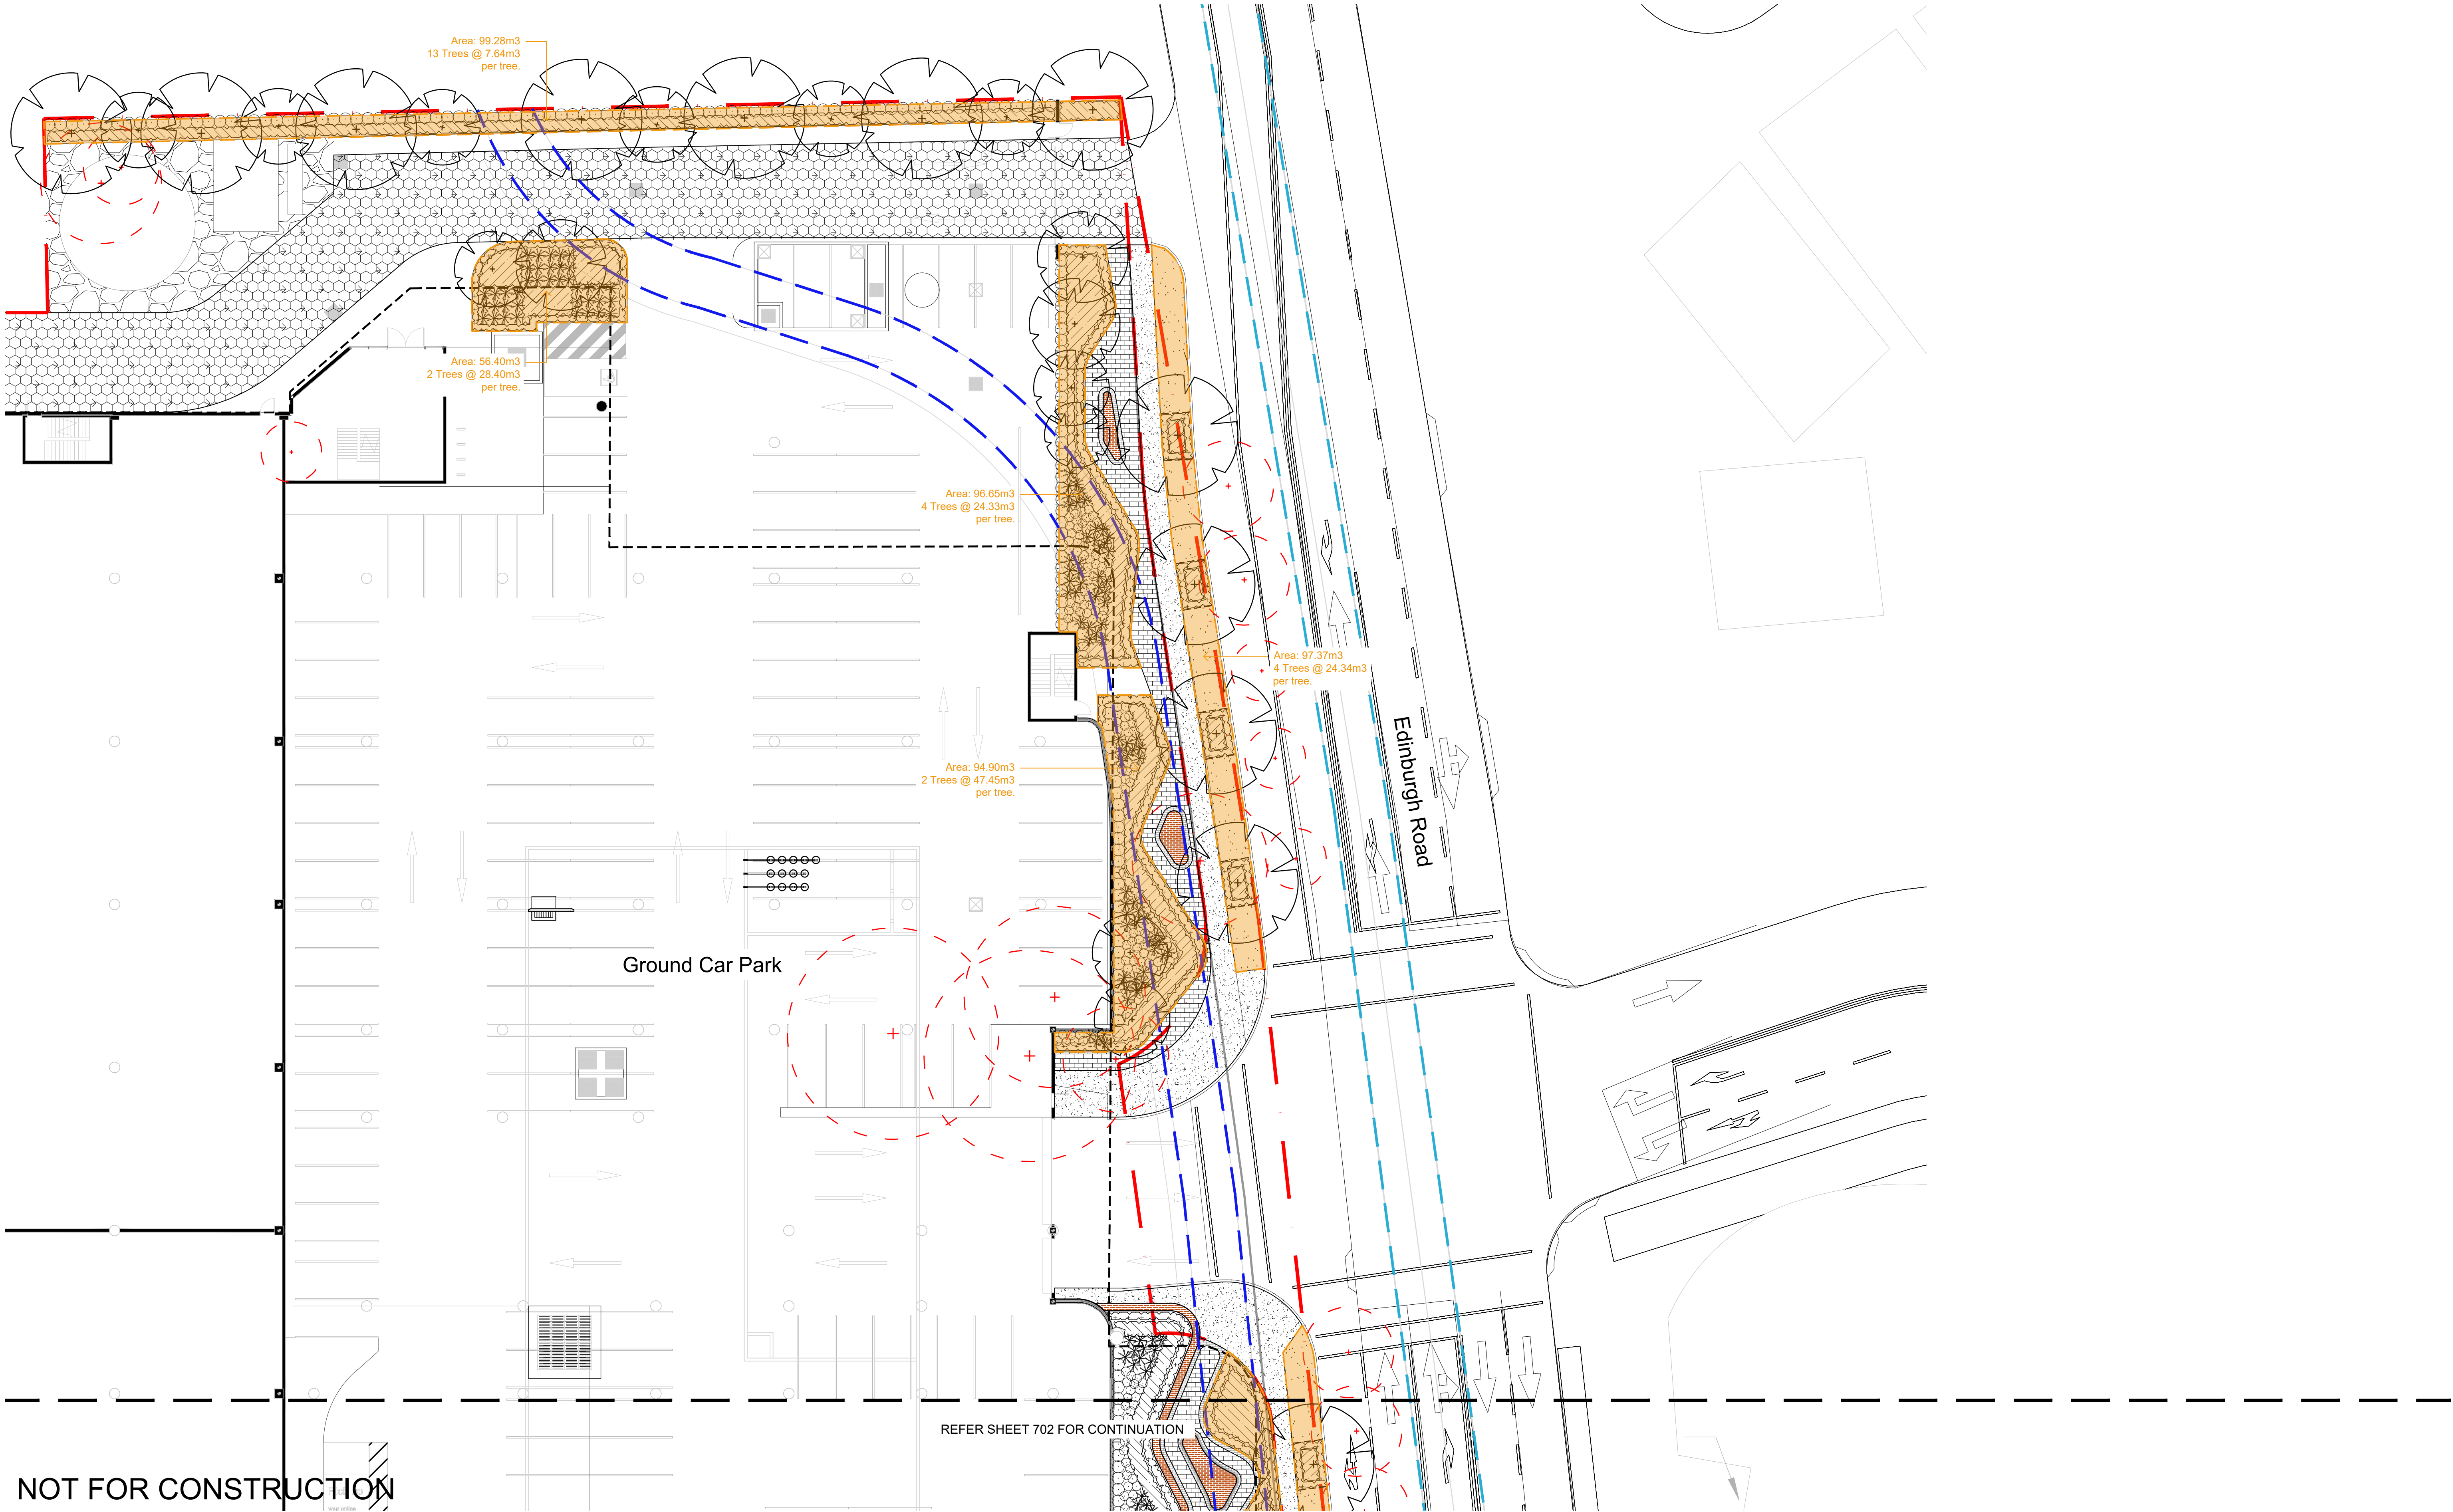 Area: 99.28m3
13 Trees @ 7.64m3
per tree.
Area: 56.40m3
2 Trees @ 28.40m3
per tree.
Area: 96.65m3
4 Trees @ 24.33m3
per tree.
Area: 97.37m3
4 Trees @ 24.34m3
per tree.
Edinburgh Road
Area: 94.90m3
2 Trees @ 47.45m3
per tree.
Ground Car Park
REFER SHEET 702 FOR CONTINUATION
NOT FOR CONSTRUCTION
your online